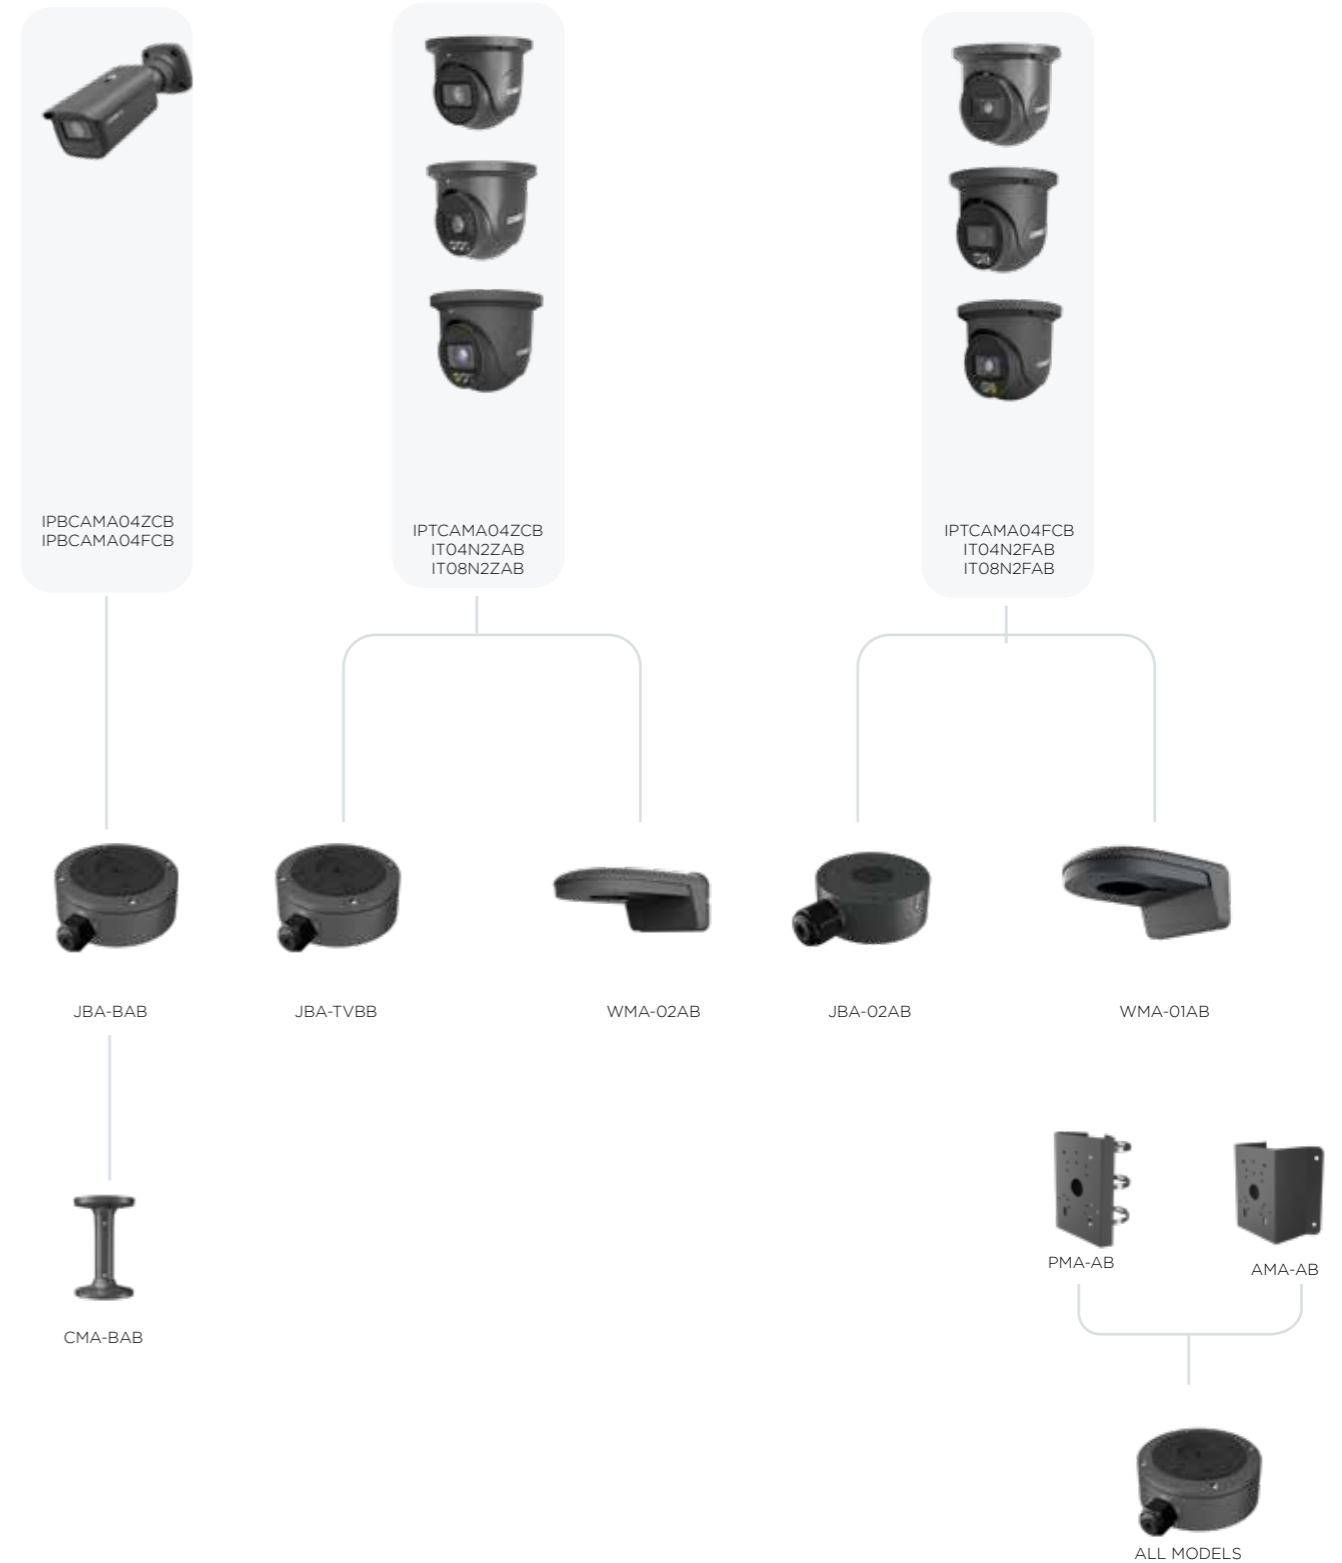 IPBCAMA04ZCB
IPBCAMA04FCB
IPTCAMA04ZCB
IT04N2ZAB
IT08N2ZAB
IPTCAMA04FCB
IT04N2FAB
IT08N2FAB
JBA-BAB
JBA-TVBB
WMA-02AB
JBA-02AB
WMA-01AB
CMA-BAB
PMA-AB
AMA-AB
ALL MODELS